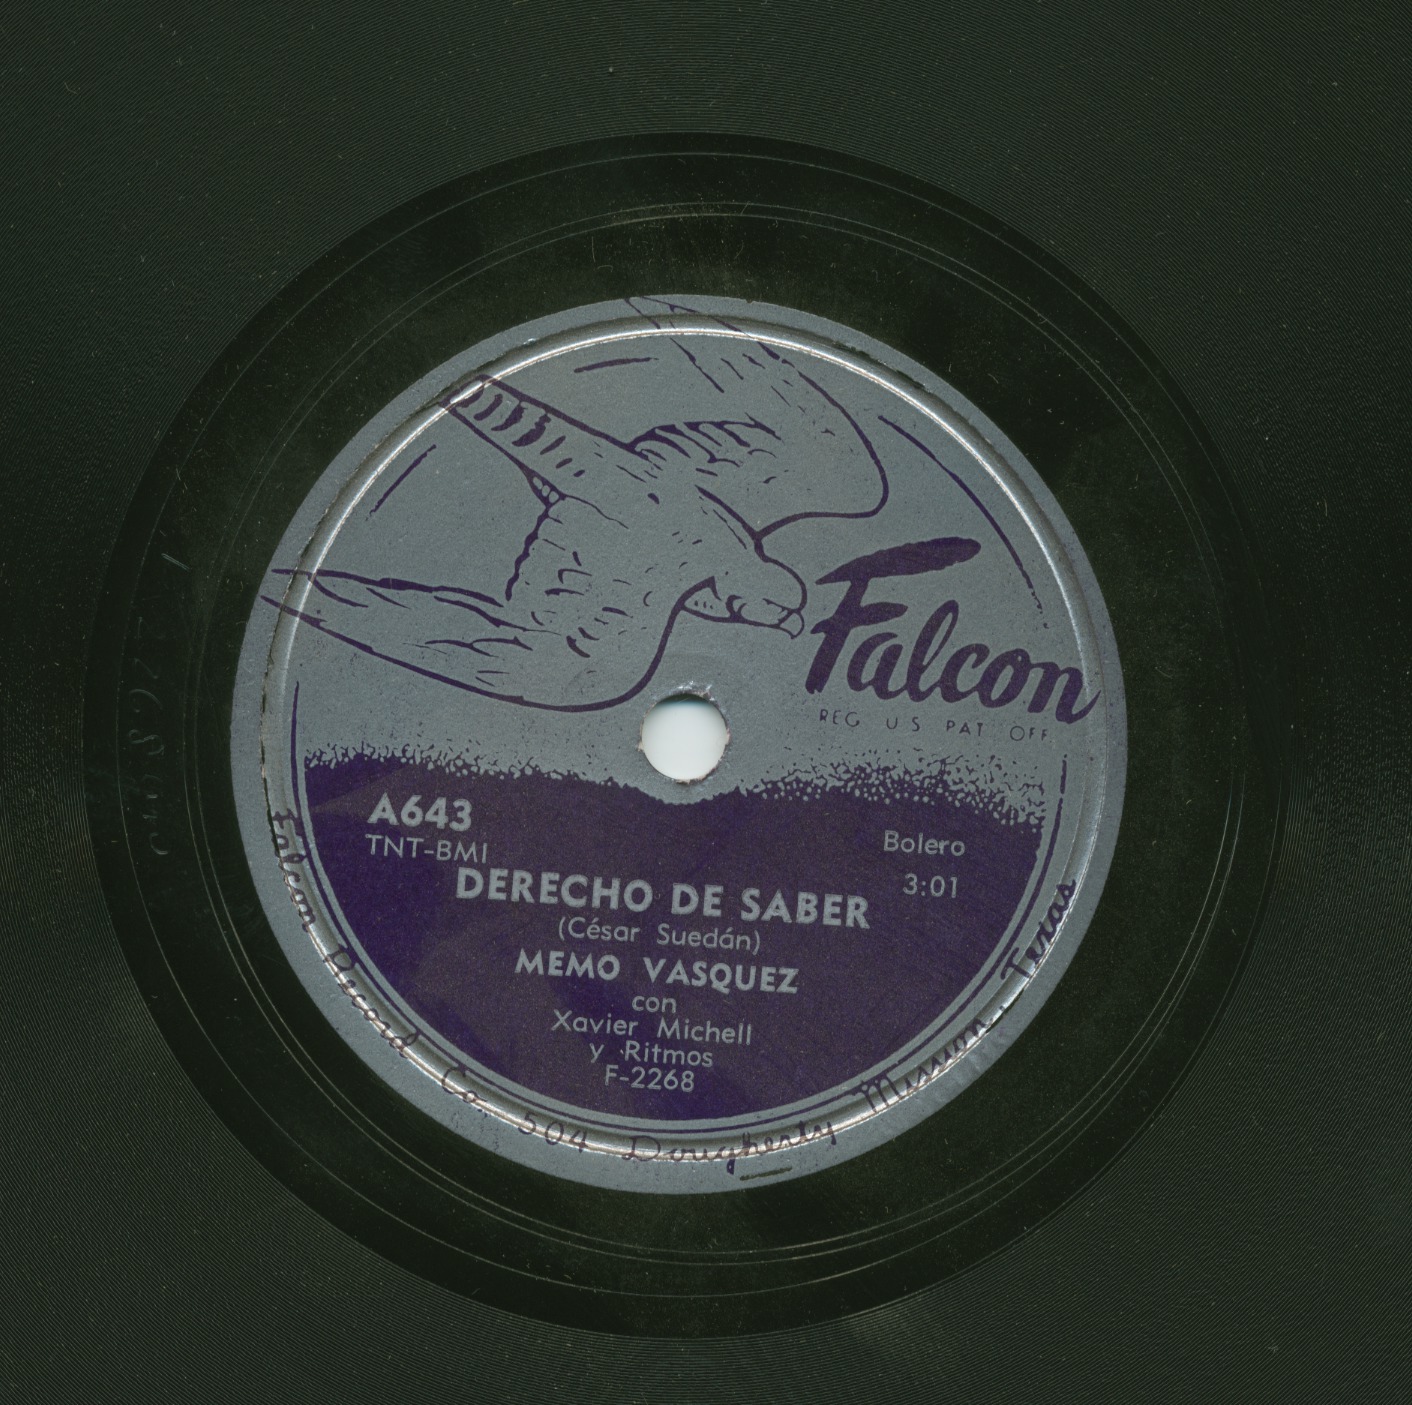 Falcon
REG US PAT OFF
A643
TNT-BMI
Bolero
3:01
DERECHO DE SABER
(César Suedán)
MEMO VASQUEZ
con
Xavier Michell
y Ritmos
F-2268
Falcon Record Co. 504 Dougherty Mission, Texas